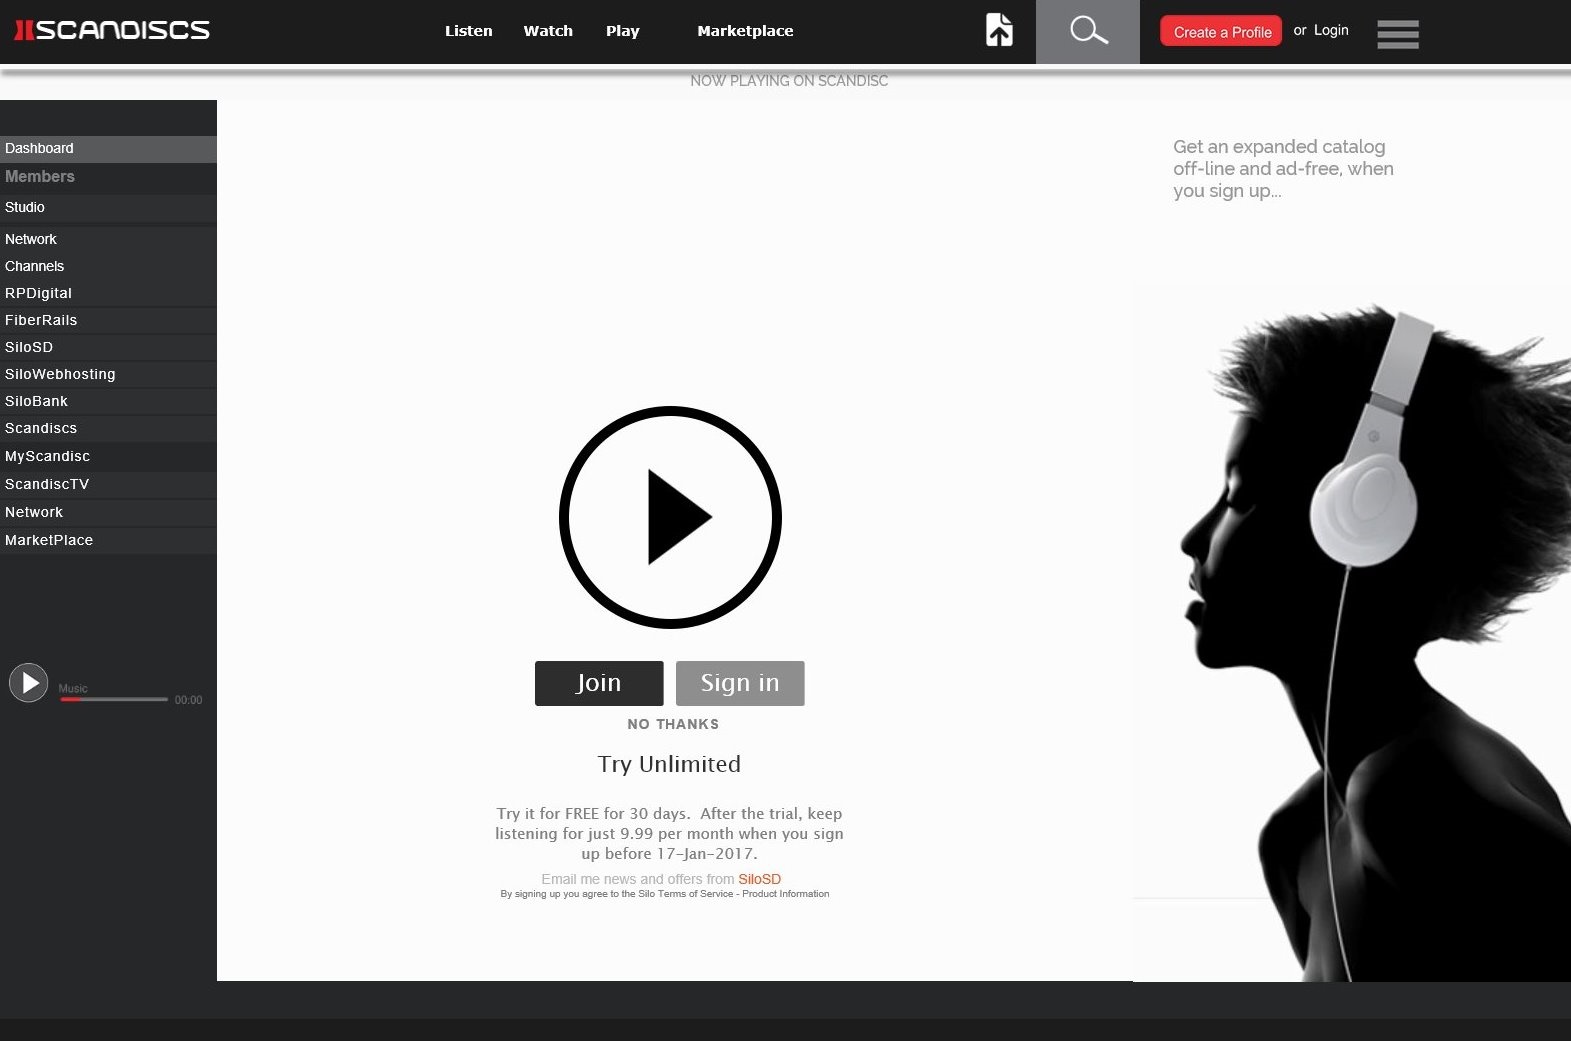 SCANDISCS
Listen Watch Play Marketplace
Create a Profile or Login
NOW PLAYING ON SCANDISC
Dashboard
Members
Studio
Network
Channels
RPDigital
FiberRails
SiloSD
SiloWebhosting
SiloBank
Scandiscs
MyScandisc
ScandiscTV
Network
MarketPlace
Music
00:00
Join Sign in
NO THANKS
Try Unlimited
Try it for FREE for 30 days. After the trial, keep
listening for just 9.99 per month when you sign
up before 17-Jan-2017.
Email me news and offers from SiloSD
By signing up you agree to the Silo Terms of Service - Product Information
Get an expanded catalog
off-line and ad-free, when
you sign up...